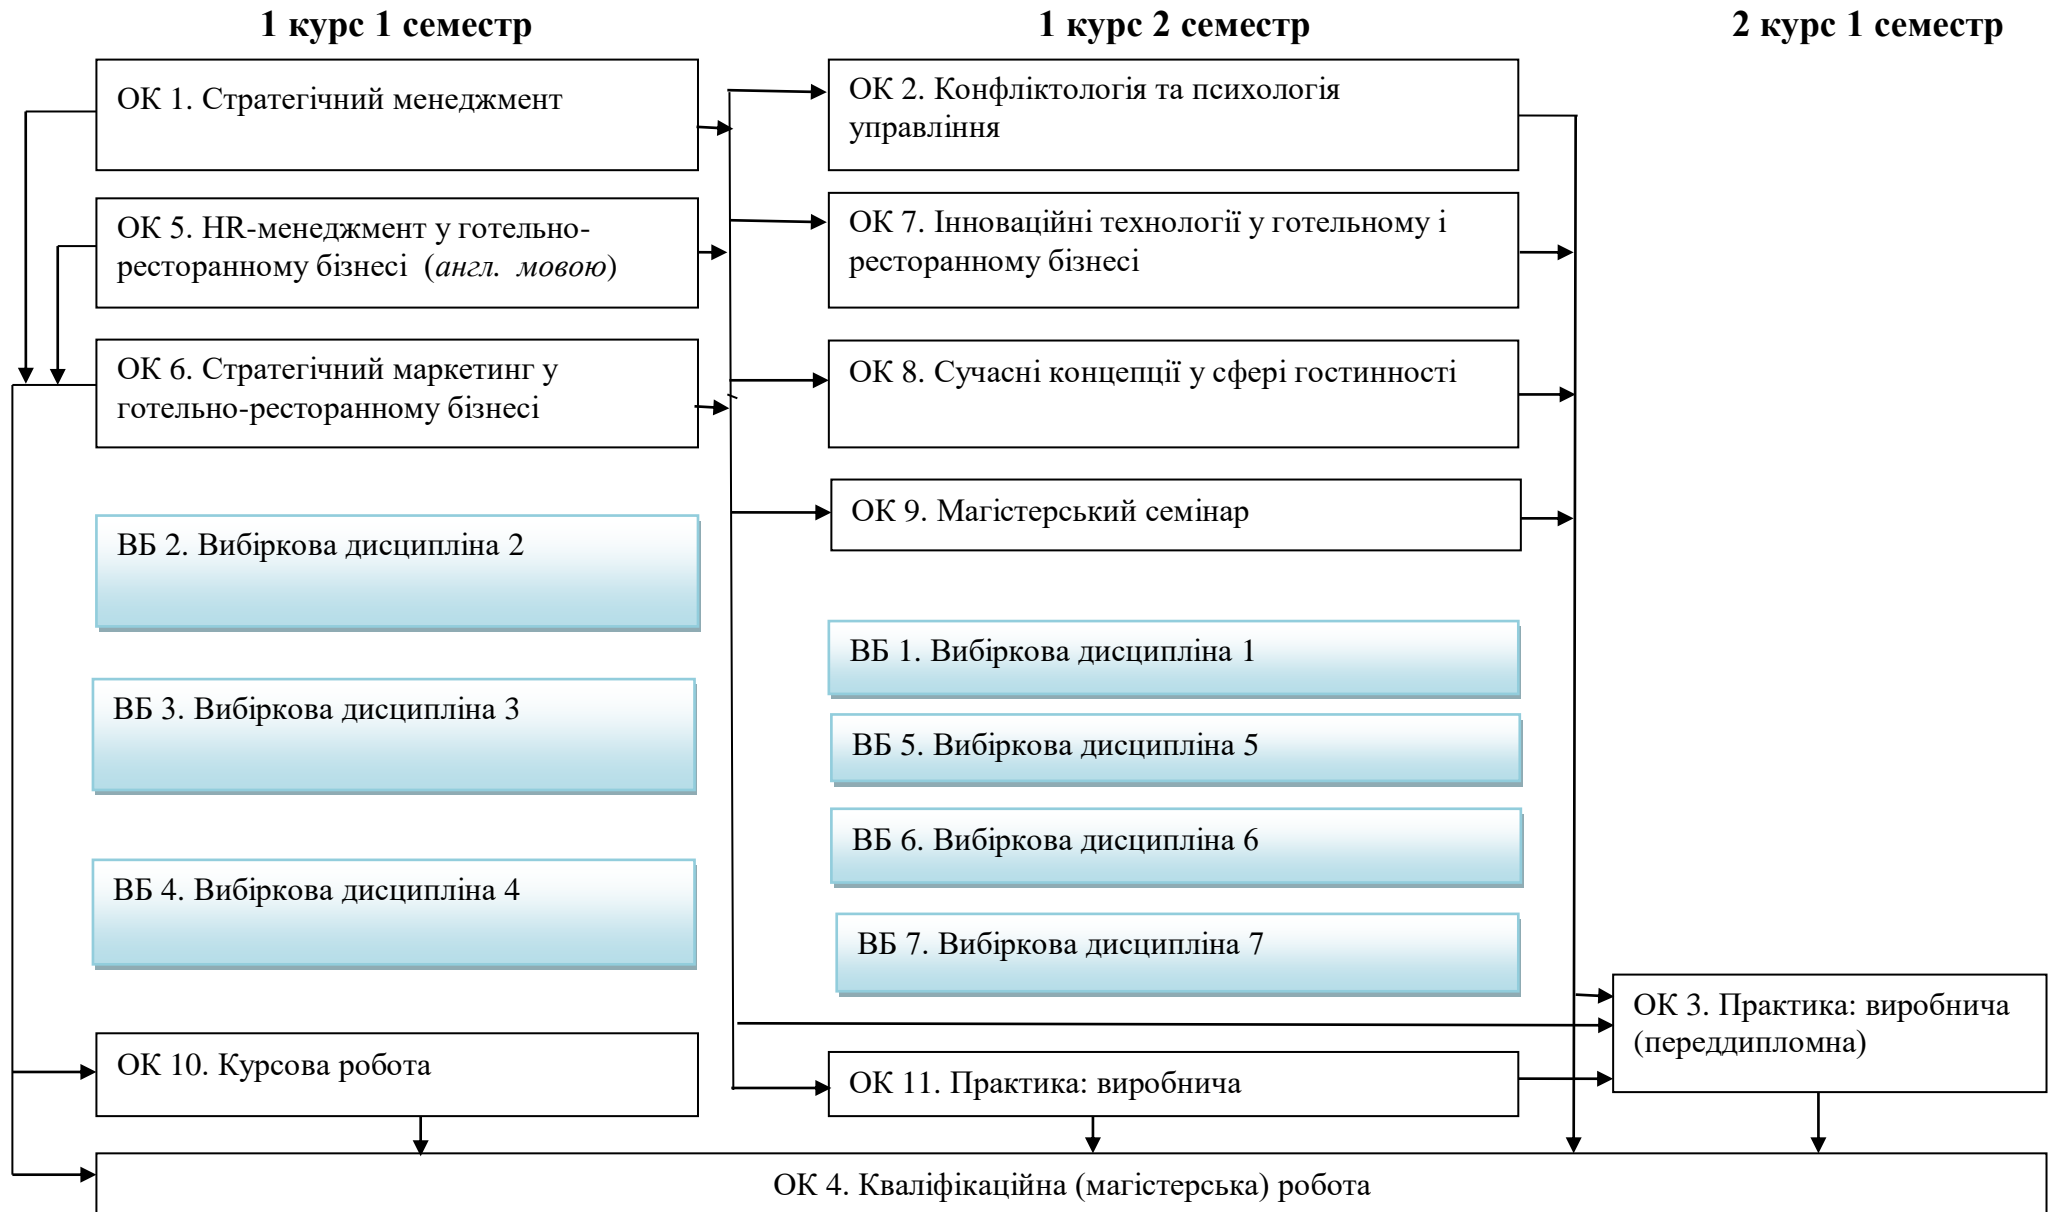 1 курс 1 семестр
1 курс 2 семестр
2 курс 1 семестр
ОК 1. Стратегічний менеджмент
ОК 5. HR-менеджмент у готельно-
ресторанному бізнесі (англ. мовою)
ОК 6. Стратегічний маркетинг у
готельно-ресторанному бізнесі
ВБ 2. Вибіркова дисципліна 2
ВБ 3. Вибіркова дисципліна 3
ВБ 4. Вибіркова дисципліна 4
ОК 10. Курсова робота
ОК 2. Конфліктологія та психологія
управління
ОК 7. Інноваційні технології у готельному і
ресторанному бізнесі
ОК 8. Сучасні концепції у сфері гостинності
ОК 9. Магістерський семінар
ВБ 1. Вибіркова дисципліна 1
ВБ 5. Вибіркова дисципліна 5
ВБ 6. Вибіркова дисципліна 6
ВБ 7. Вибіркова дисципліна 7
ОК 11. Практика: виробнича
ОК 3. Практика: виробнича
(переддипломна)
ОК 4. Кваліфікаційна (магістерська) робота